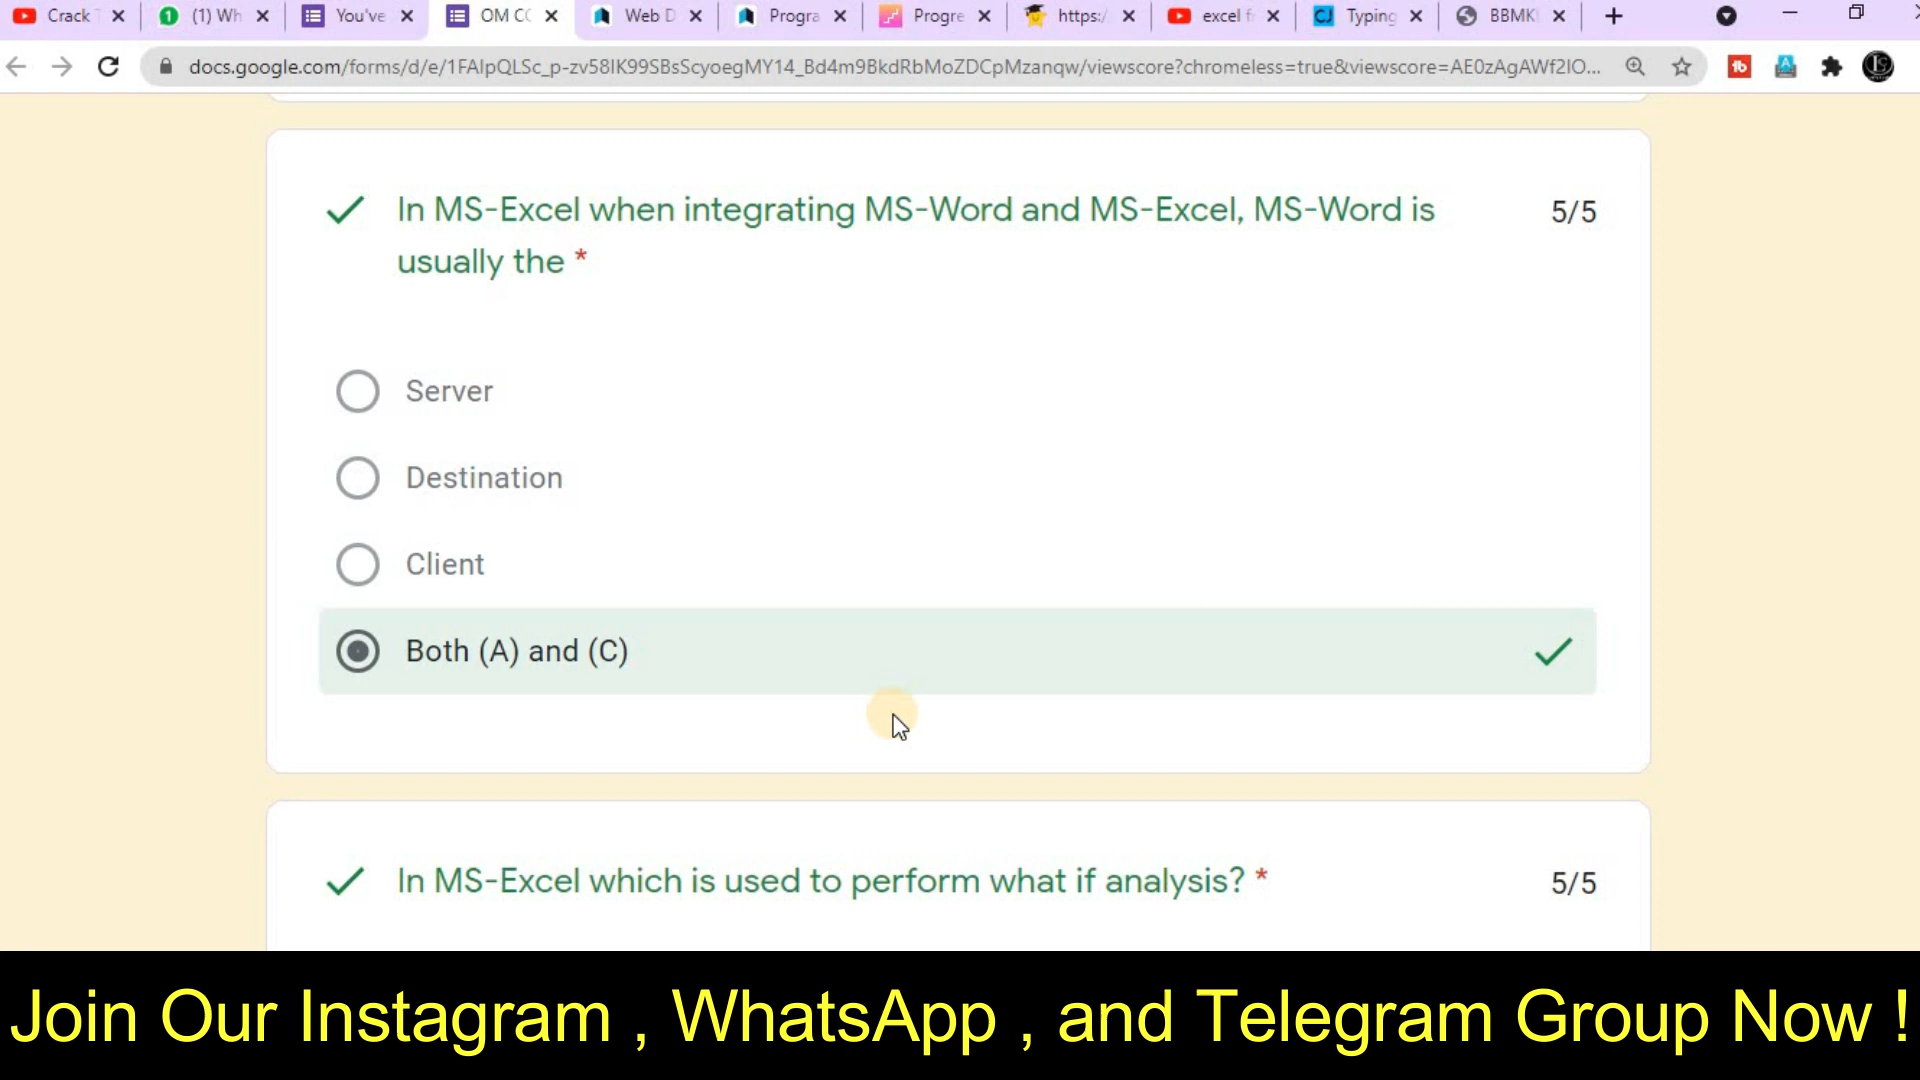 Crack T
(1) Wh
You've
OM CC
Web D
Progra
Progre
https:/
excel f
Typing
BBMK
docs.google.com/forms/d/e/1FAIpQLSc_p-zv58IK99SBsScyoegMY14_Bd4m9BkdRbMoZDCpMzanqw/viewscore?chromeless=true&viewscore=AE0zAgAWf2IO...
In MS-Excel when integrating MS-Word and MS-Excel, MS-Word is
usually the *
5/5
Server
Destination
Client
Both (A) and (C)
In MS-Excel which is used to perform what if analysis? *
5/5
Join Our Instagram , WhatsApp , and Telegram Group Now !